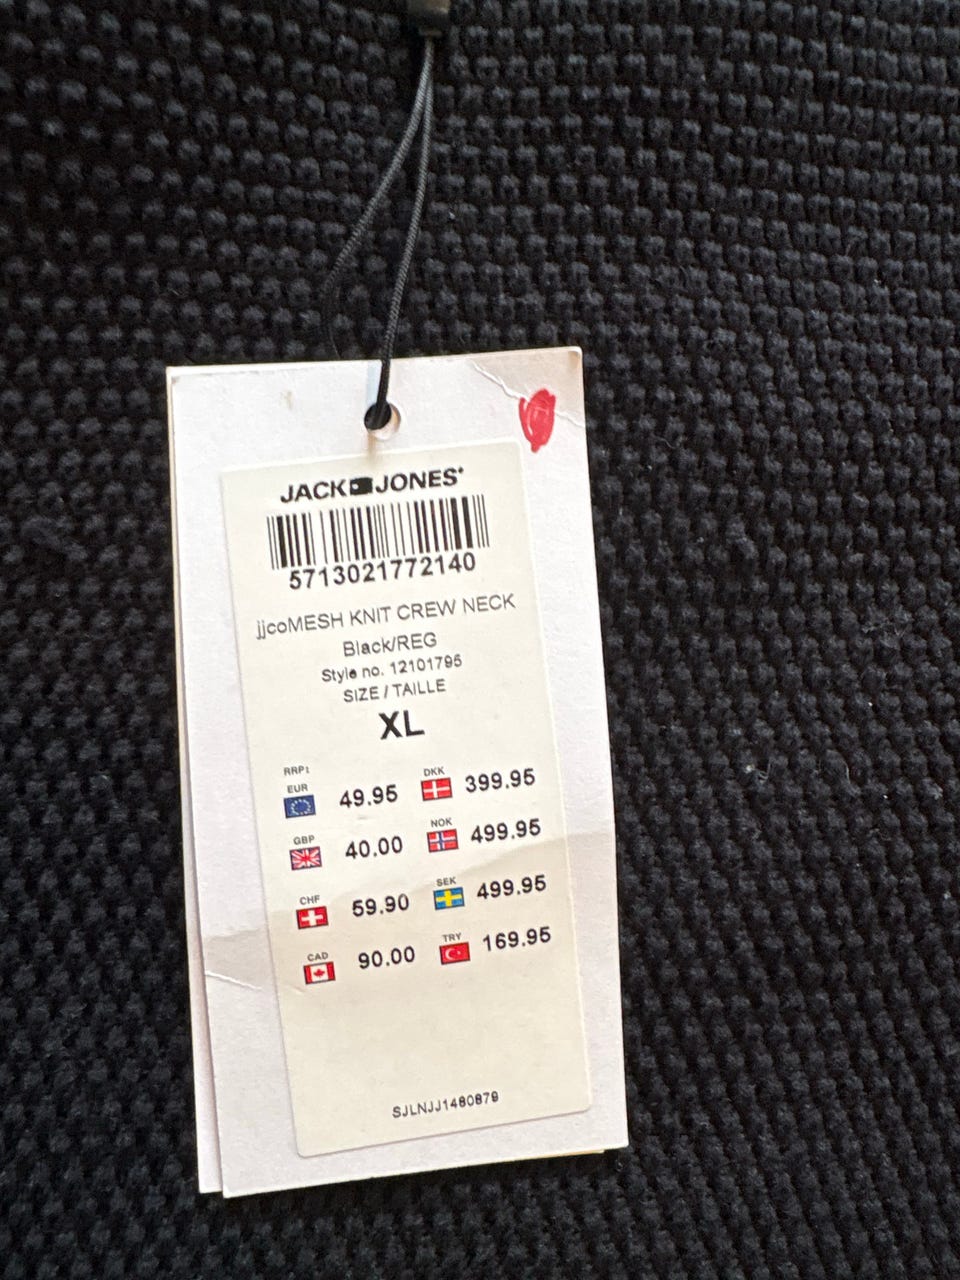 JACK JONES
5713021772140
jjcoMESH KNIT CREW NECK
Black/REG
Style no. 12101795
SIZE / TAILLE
XL
RRP:
EUR 49.95 DKK 399.95
GBP 40.00 NOK 499.95
CHF 59.90 SEK 499.95
CAD 90.00 TRY 169.95
SJLNJJ1480879